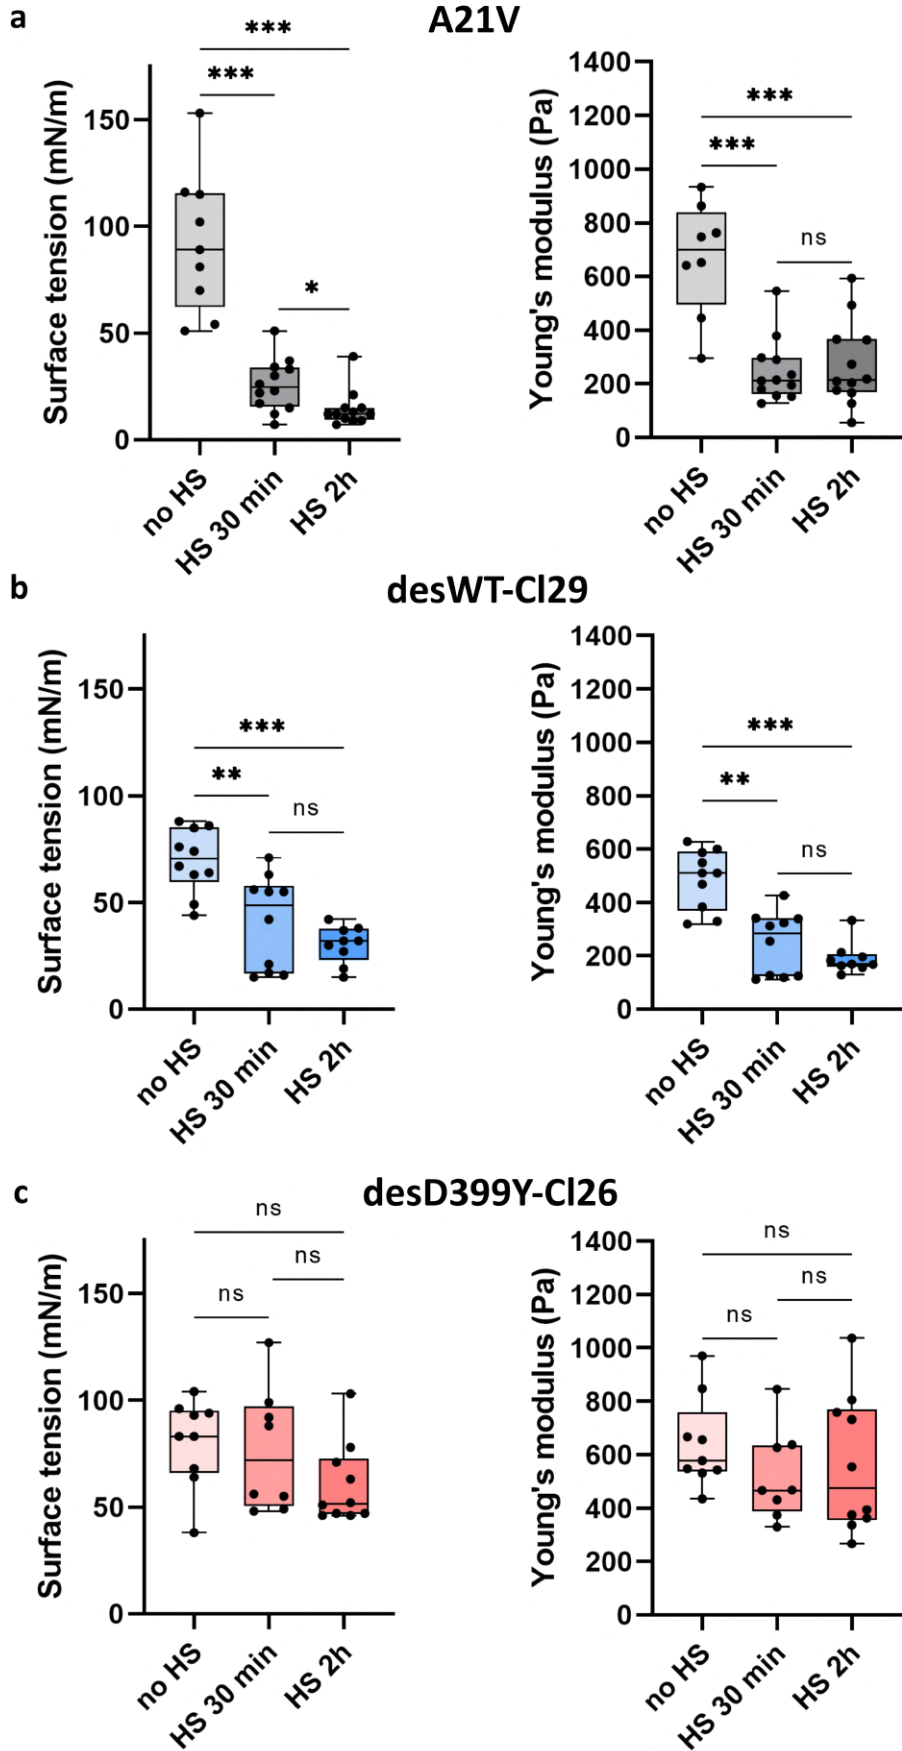 a
A21V
Surface tension (mN/m)
150
100
50
0
***
***
*
no HS
HS 30 min
HS 2h
Young's modulus (Pa)
1400
1200
1000
800
600
400
200
0
***
***
ns
no HS
HS 30 min
HS 2h
b
desWT-Cl29
Surface tension (mN/m)
150
100
50
0
***
**
ns
no HS
HS 30 min
HS 2h
Young's modulus (Pa)
1400
1200
1000
800
600
400
200
0
***
**
ns
no HS
HS 30 min
HS 2h
c
desD399Y-Cl26
Surface tension (mN/m)
150
100
50
0
ns
ns
ns
no HS
HS 30 min
HS 2h
Young's modulus (Pa)
1400
1200
1000
800
600
400
200
0
ns
ns
ns
no HS
HS 30 min
HS 2h